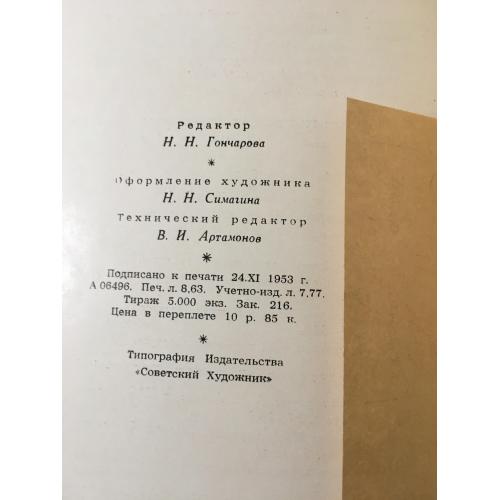 Редактор
Н. Н. Гончарова
*
Оформление художника
Н. Н. Симагина
Технический редактор
В. И. Артамонов
*
Подписано к печати 24.XI 1953 г.
А 06496. Печ. л. 8,63. Учетно-изд. л. 7,77.
Тираж 5.000 экз. Зак. 216.
Цена в переплете 10 р. 85 к.
*
Типография Издательства
«Советский Художник»